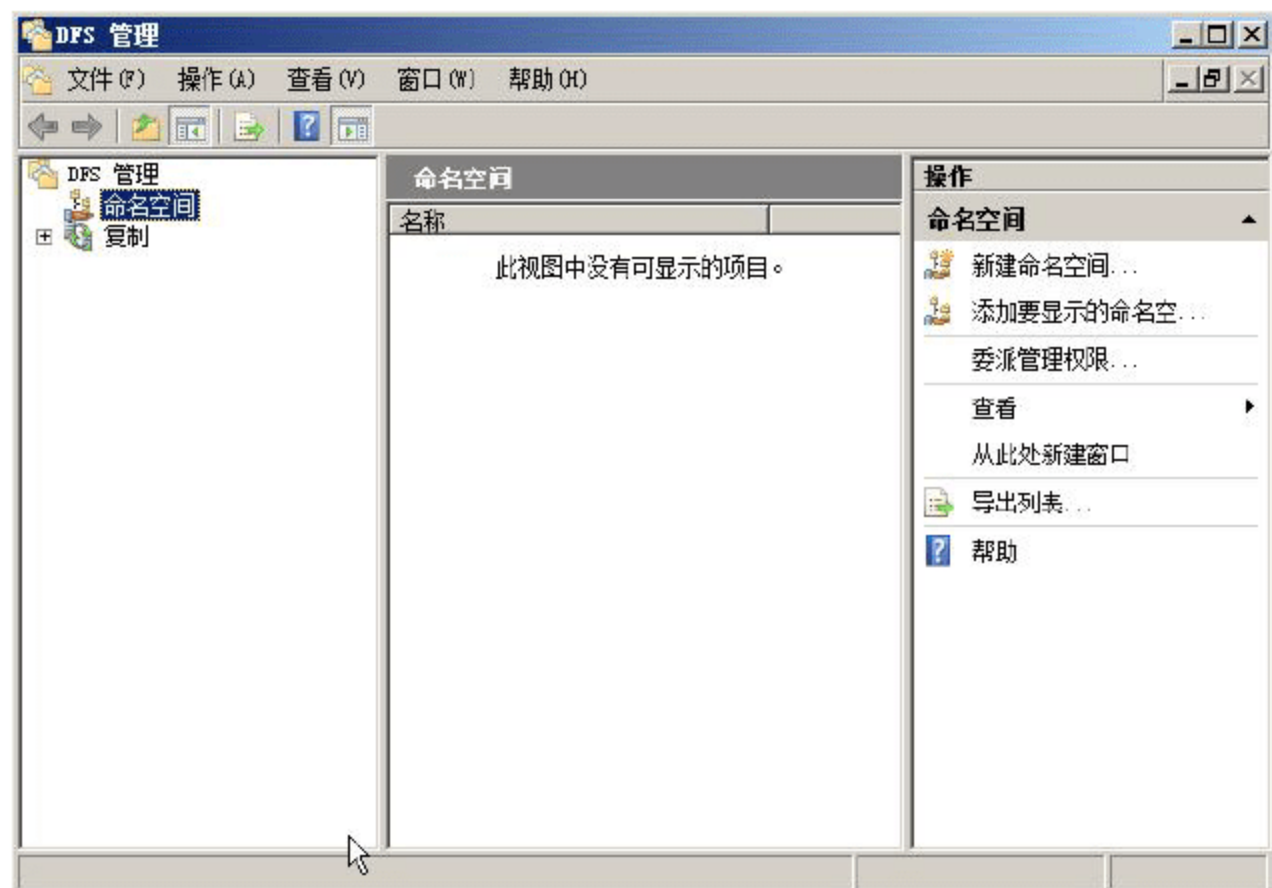 DFS 管理
文件(F) 操作(A) 查看(V) 窗口(W) 帮助(H)
DFS 管理
命名空间
复制
命名空间
名称
此视图中没有可显示的项目。
操作
命名空间
新建命名空间...
添加要显示的命名空...
委派管理权限...
查看
从此处新建窗口
导出列表...
帮助